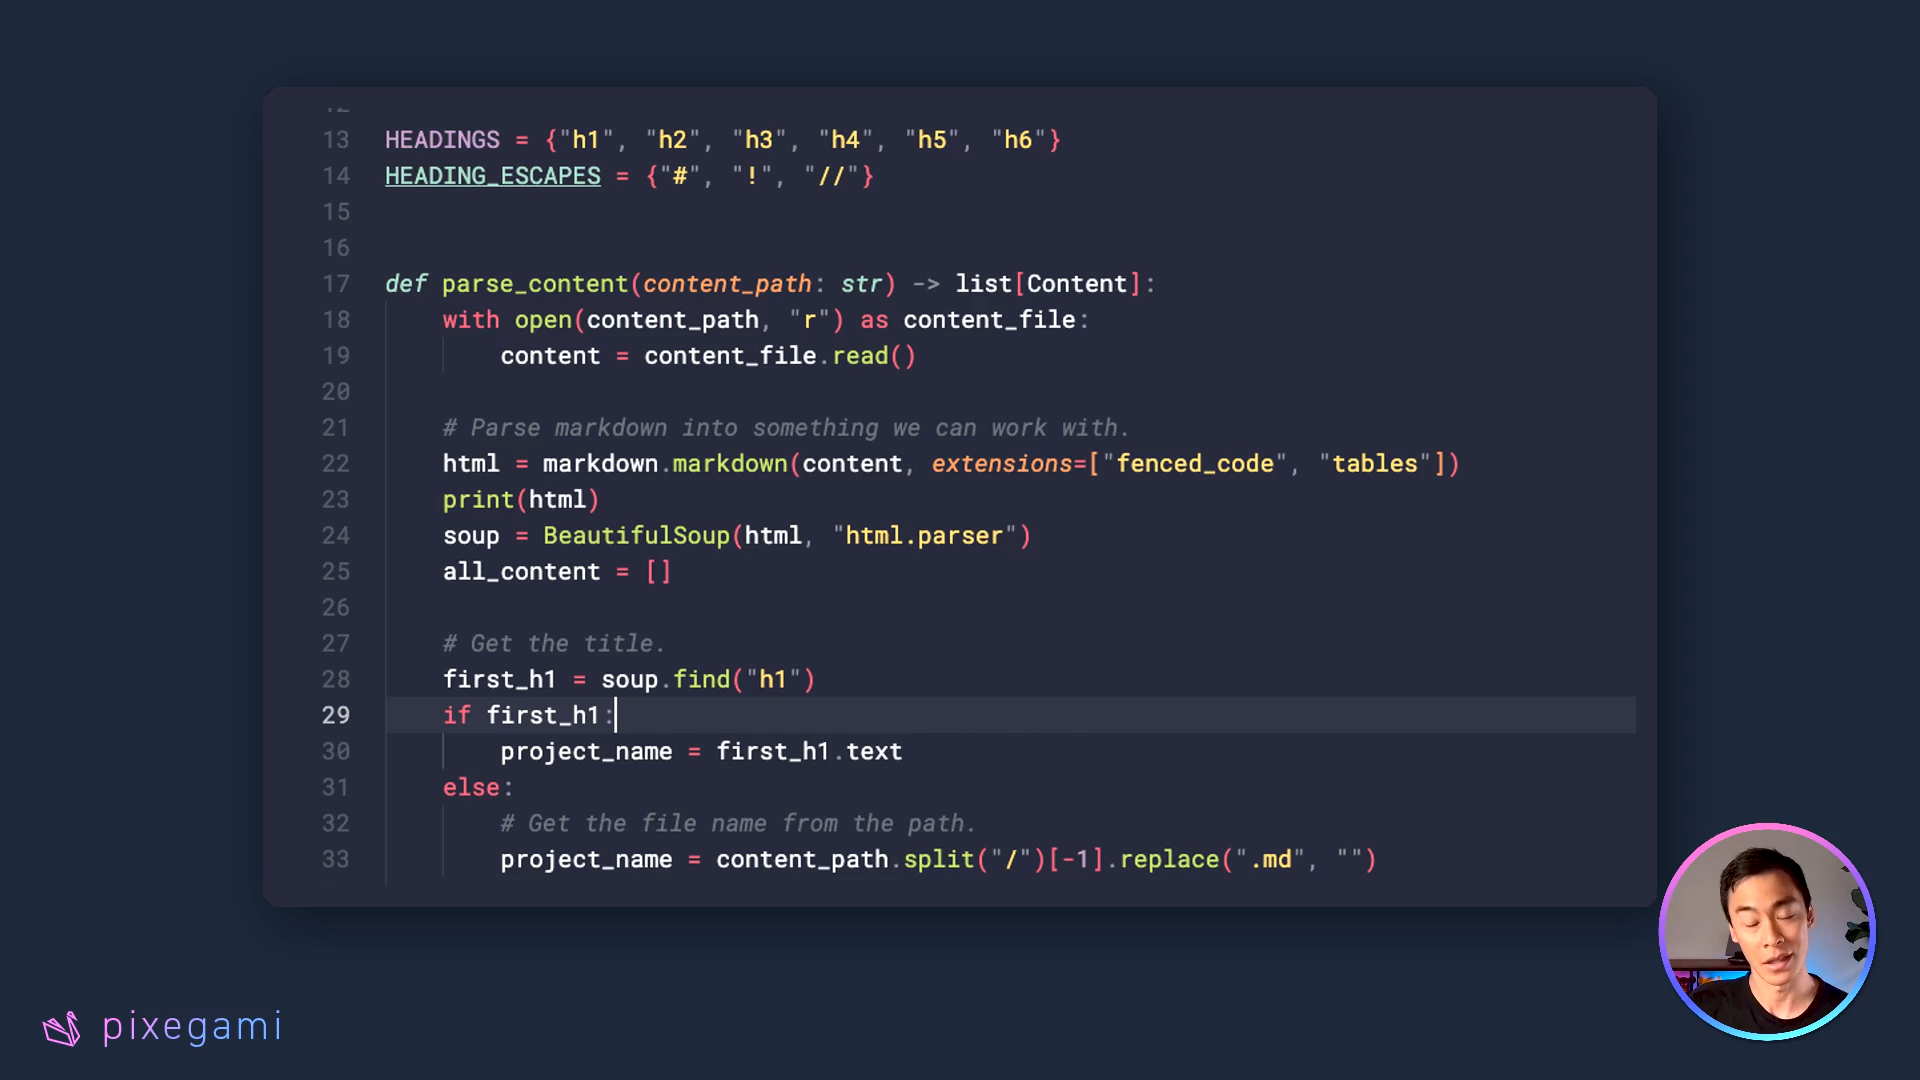 13 HEADINGS = {"h1", "h2", "h3", "h4", "h5", "h6"}
14 HEADING_ESCAPES = {"#", "!", "//"}
15
16
17 def parse_content(content_path: str) -> list[Content]:
18     with open(content_path, "r") as content_file:
19         content = content_file.read()
20
21     # Parse markdown into something we can work with.
22     html = markdown.markdown(content, extensions=["fenced_code", "tables"])
23     print(html)
24     soup = BeautifulSoup(html, "html.parser")
25     all_content = []
26
27     # Get the title.
28     first_h1 = soup.find("h1")
29     if first_h1:
30         project_name = first_h1.text
31     else:
32         # Get the file name from the path.
33         project_name = content_path.split("/")[-1].replace(".md", "")
pixegami